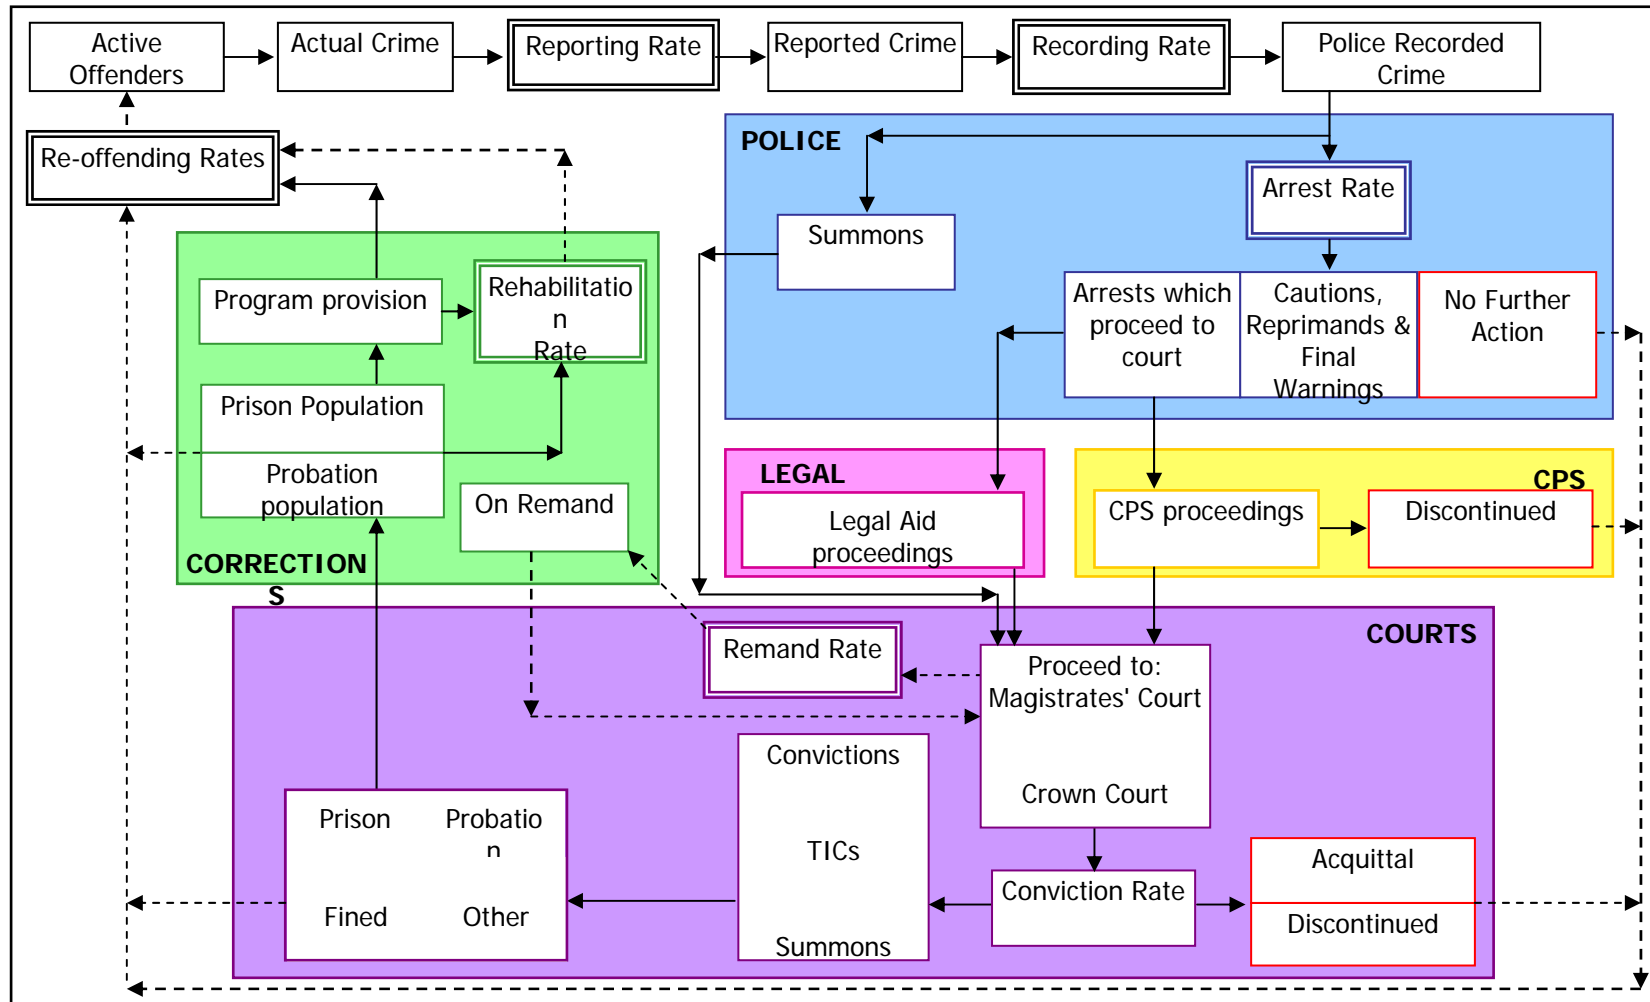 Active
Offenders
Actual Crime
Reporting Rate
Reported Crime
Recording Rate
Police Recorded
Crime
Re-offending Rates
POLICE
Arrest Rate
Summons
Arrests which
proceed to
court
Cautions,
Reprimands &
Final
Warnings
No Further
Action
Program provision
Rehabilitatio
n
Rate
Prison Population
Probation
population
On Remand
CORRECTION
S
LEGAL
Legal Aid
proceedings
CPS
CPS proceedings
Discontinued
COURTS
Remand Rate
Proceed to:
Magistrates' Court
Crown Court
Convictions
TICs
Summons
Conviction Rate
Acquittal
Discontinued
Prison
Probatio
n
Fined
Other